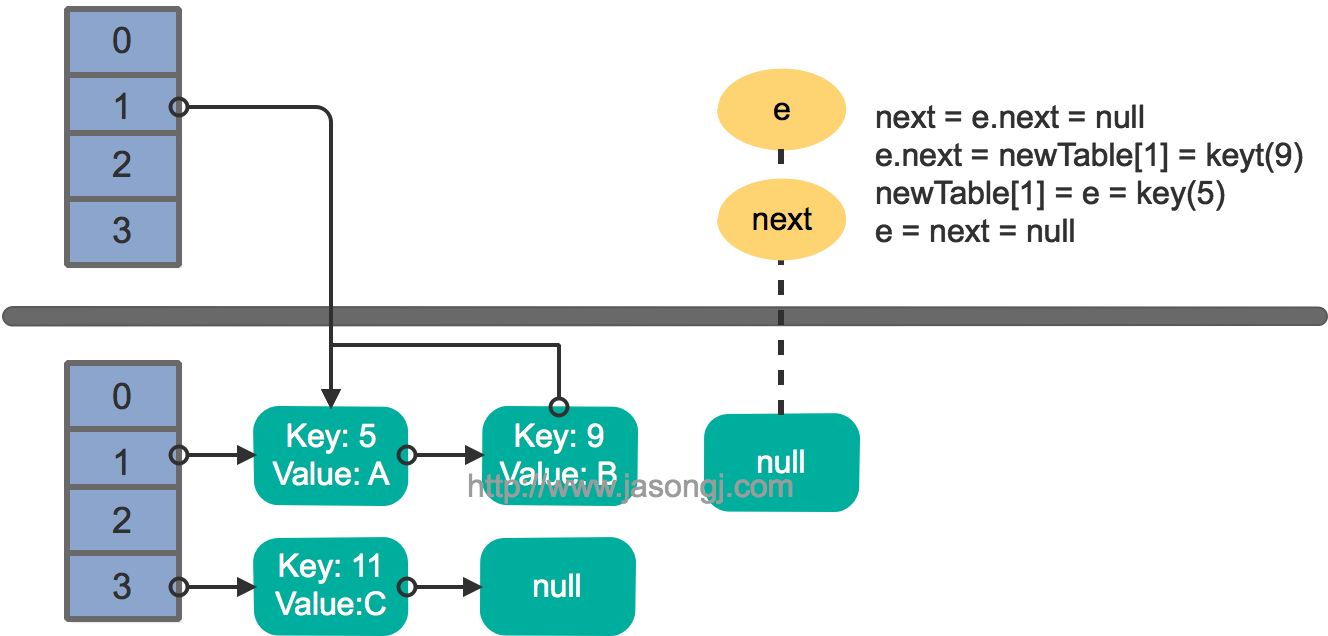 0
1
2
3
e
next
next = e.next = null
e.next = newTable[1] = keyt(9)
newTable[1] = e = key(5)
e = next = null
0
1
2
3
Key: 5
Value: A
Key: 9
Value: B
null
http://www.jasongj.com
Key: 11
Value:C
null